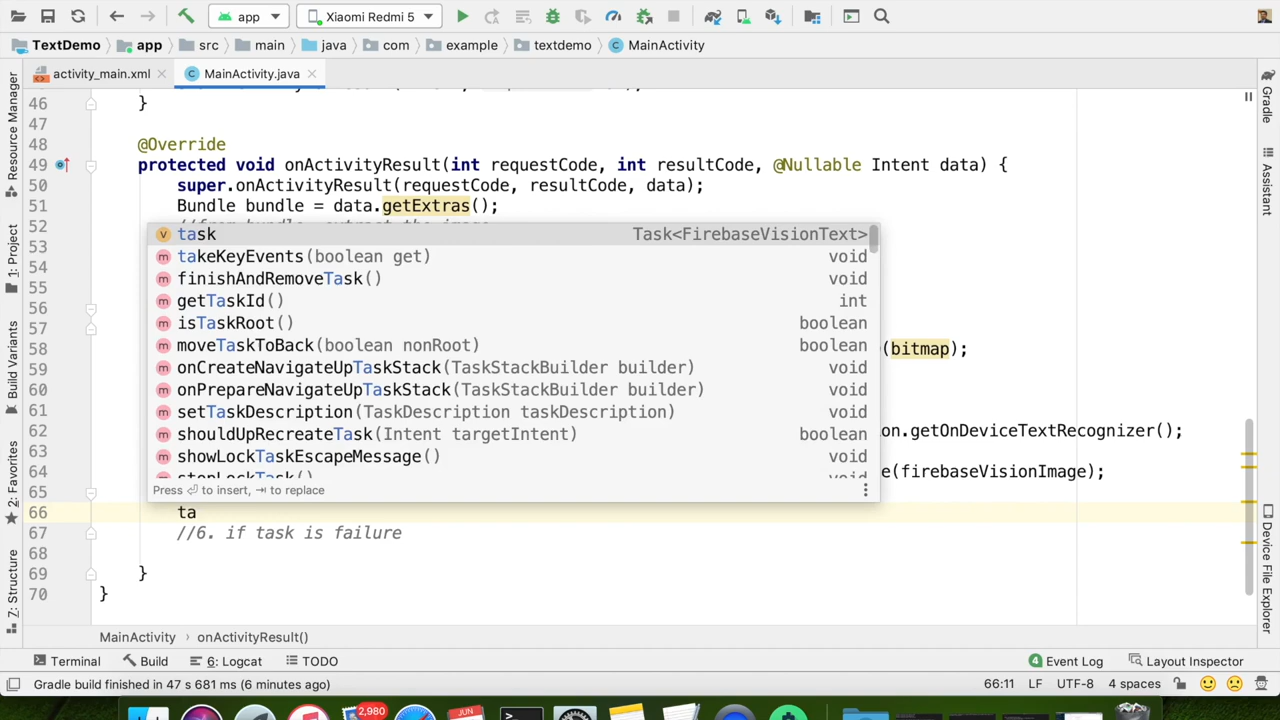 app
Xiaomi Redmi 5
TextDemo app src main java com example textdemo MainActivity
activity_main.xml MainActivity.java
Resource Manager
1: Project
Build Variants
2: Favorites
7: Structure
46 }
47
48 @Override
49 protected void onActivityResult(int requestCode, int resultCode, @Nullable Intent data) {
50 super.onActivityResult(requestCode, resultCode, data);
51 Bundle bundle = data.getExtras();
52
53
54
55
56
57
58 (bitmap);
59
60
61
62 on.getOnDeviceTextRecognizer();
63
64 e(firebaseVisionImage);
65
66 ta
67 //6. if task is failure
68
69 }
70 }
task Task<FirebaseVisionText>
takeKeyEvents(boolean get) void
finishAndRemoveTask() void
getTaskId() int
isTaskRoot() boolean
moveTaskToBack(boolean nonRoot) boolean
onCreateNavigateUpTaskStack(TaskStackBuilder builder) void
onPrepareNavigateUpTaskStack(TaskStackBuilder builder) void
setTaskDescription(TaskDescription taskDescription) void
shouldUpRecreateTask(Intent targetIntent) boolean
showLockTaskEscapeMessage() void
stopLockTask() void
Press ⏎ to insert, ⇥ to replace
Gradle
Assistant
Device File Explorer
MainActivity › onActivityResult()
Terminal Build 6: Logcat TODO 4 Event Log Layout Inspector
Gradle build finished in 47 s 681 ms (6 minutes ago) 66:11 LF UTF-8 4 spaces
2,980
JUN